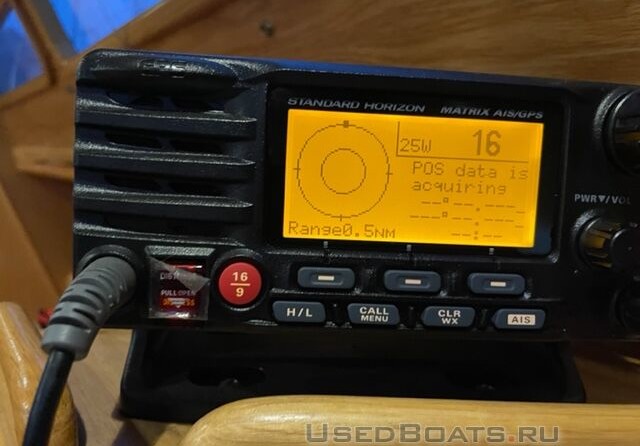 GPS
STANDARD HORIZON MATRIX AIS/GPS
25W 16
POS data is
acquiring
Range0.5NM
PWR▼/VOL
16
9
DISTRESS
PULL OPEN
H/L
CALL
MENU
CLR
WX
AIS
USEDBOATS.RU